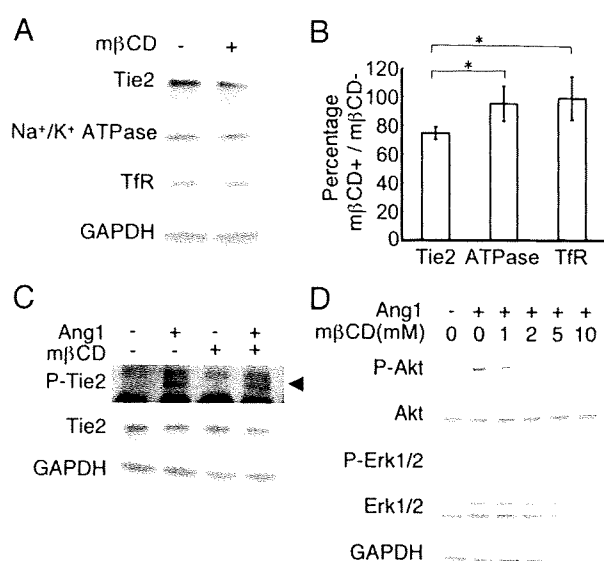 A
mβCD - +
Tie2
Na⁺/K⁺ ATPase
TfR
GAPDH
B
* 
*
Percentage
mβCD+ / mβCD-
120
100
80
60
40
20
0
Tie2 ATPase TfR
C
Ang1 - + - +
mβCD - - + +
P-Tie2
Tie2
GAPDH
D
Ang1 - + + + + +
mβCD(mM) 0 0 1 2 5 10
P-Akt
Akt
P-Erk1/2
Erk1/2
GAPDH